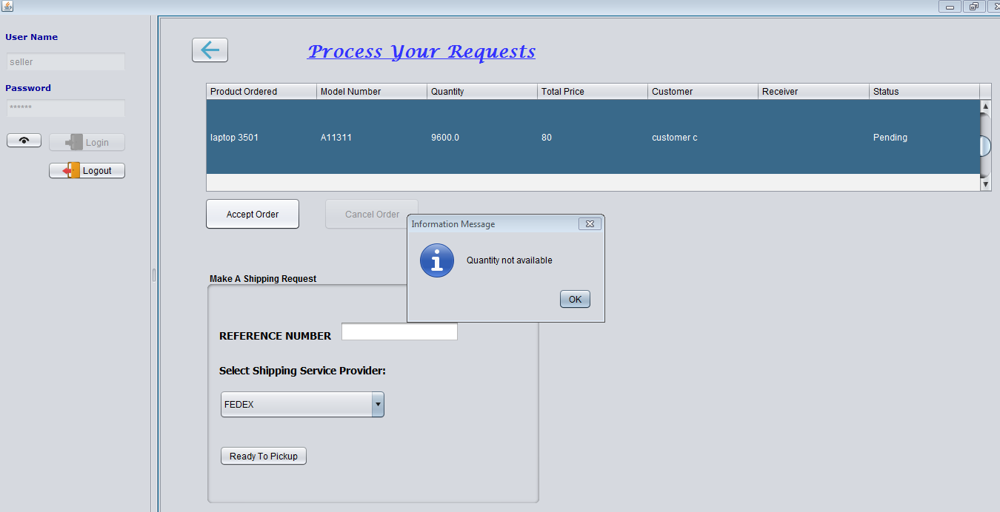 User Name
seller
Password
******
Login
Logout
Process Your Requests
Product Ordered Model Number Quantity Total Price Customer Receiver Status
laptop 3501 A11311 9600.0 80 customer c Pending
Accept Order Cancel Order
Information Message
Quantity not available
OK
Make A Shipping Request
REFERENCE NUMBER
Select Shipping Service Provider:
FEDEX
Ready To Pickup